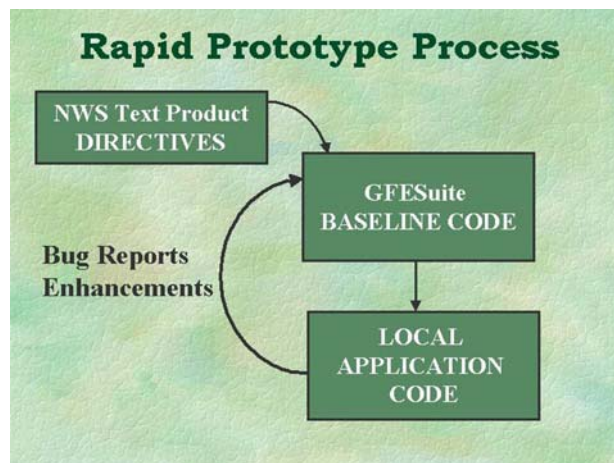 Rapid Prototype Process
NWS Text Product
DIRECTIVES
GFESuite
BASELINE CODE
Bug Reports
Enhancements
LOCAL
APPLICATION
CODE